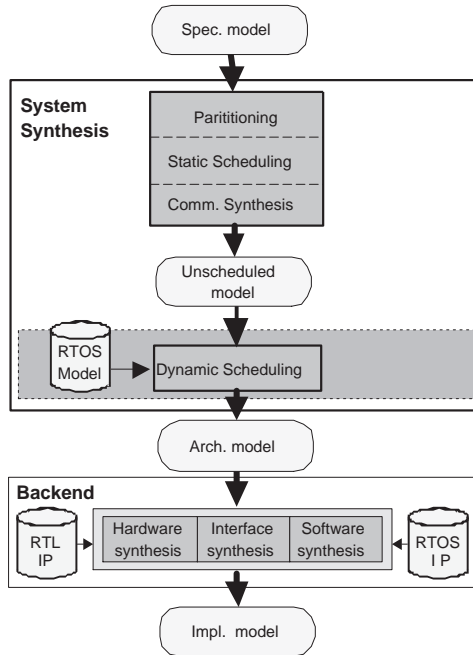 Spec. model
System
Synthesis
Parititioning
Static Scheduling
Comm. Synthesis
Unscheduled
model
RTOS
Model
Dynamic Scheduling
Arch. model
Backend
RTL
IP
Hardware
synthesis
Interface
synthesis
Software
synthesis
RTOS
I P
Impl. model